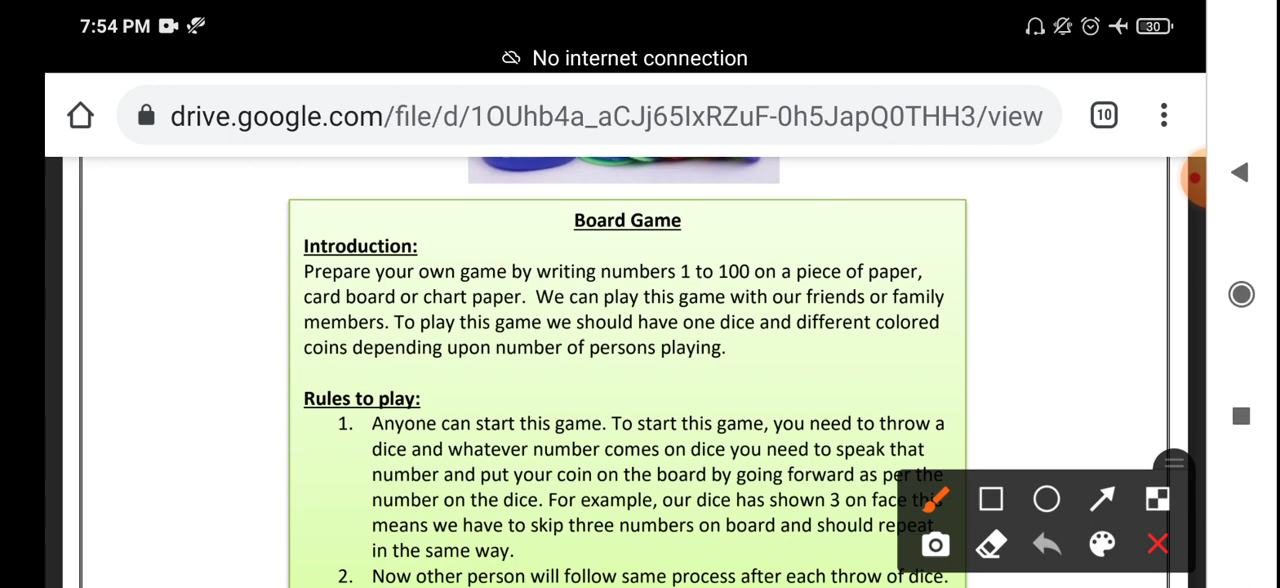 7:54 PM
30
No internet connection
drive.google.com/file/d/1OUhb4a_aCJj65IxRZuF-0h5JapQ0THH3/view
10
Board Game
Introduction:
Prepare your own game by writing numbers 1 to 100 on a piece of paper,
card board or chart paper. We can play this game with our friends or family
members. To play this game we should have one dice and different colored
coins depending upon number of persons playing.
Rules to play:
1. Anyone can start this game. To start this game, you need to throw a
dice and whatever number comes on dice you need to speak that
number and put your coin on the board by going forward as per the
number on the dice. For example, our dice has shown 3 on face this
means we have to skip three numbers on board and should repeat
in the same way.
2. Now other person will follow same process after each throw of dice.